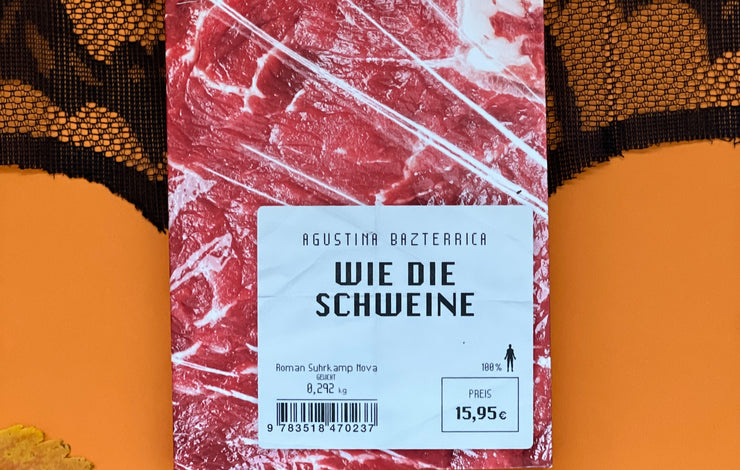 AGUSTINA BAZTERRICA
WIE DIE
SCHWEINE
Roman Suhrkamp Nova
GEWICHT
0,292 kg
9 783518 470237
100%
PREIS
15,95€